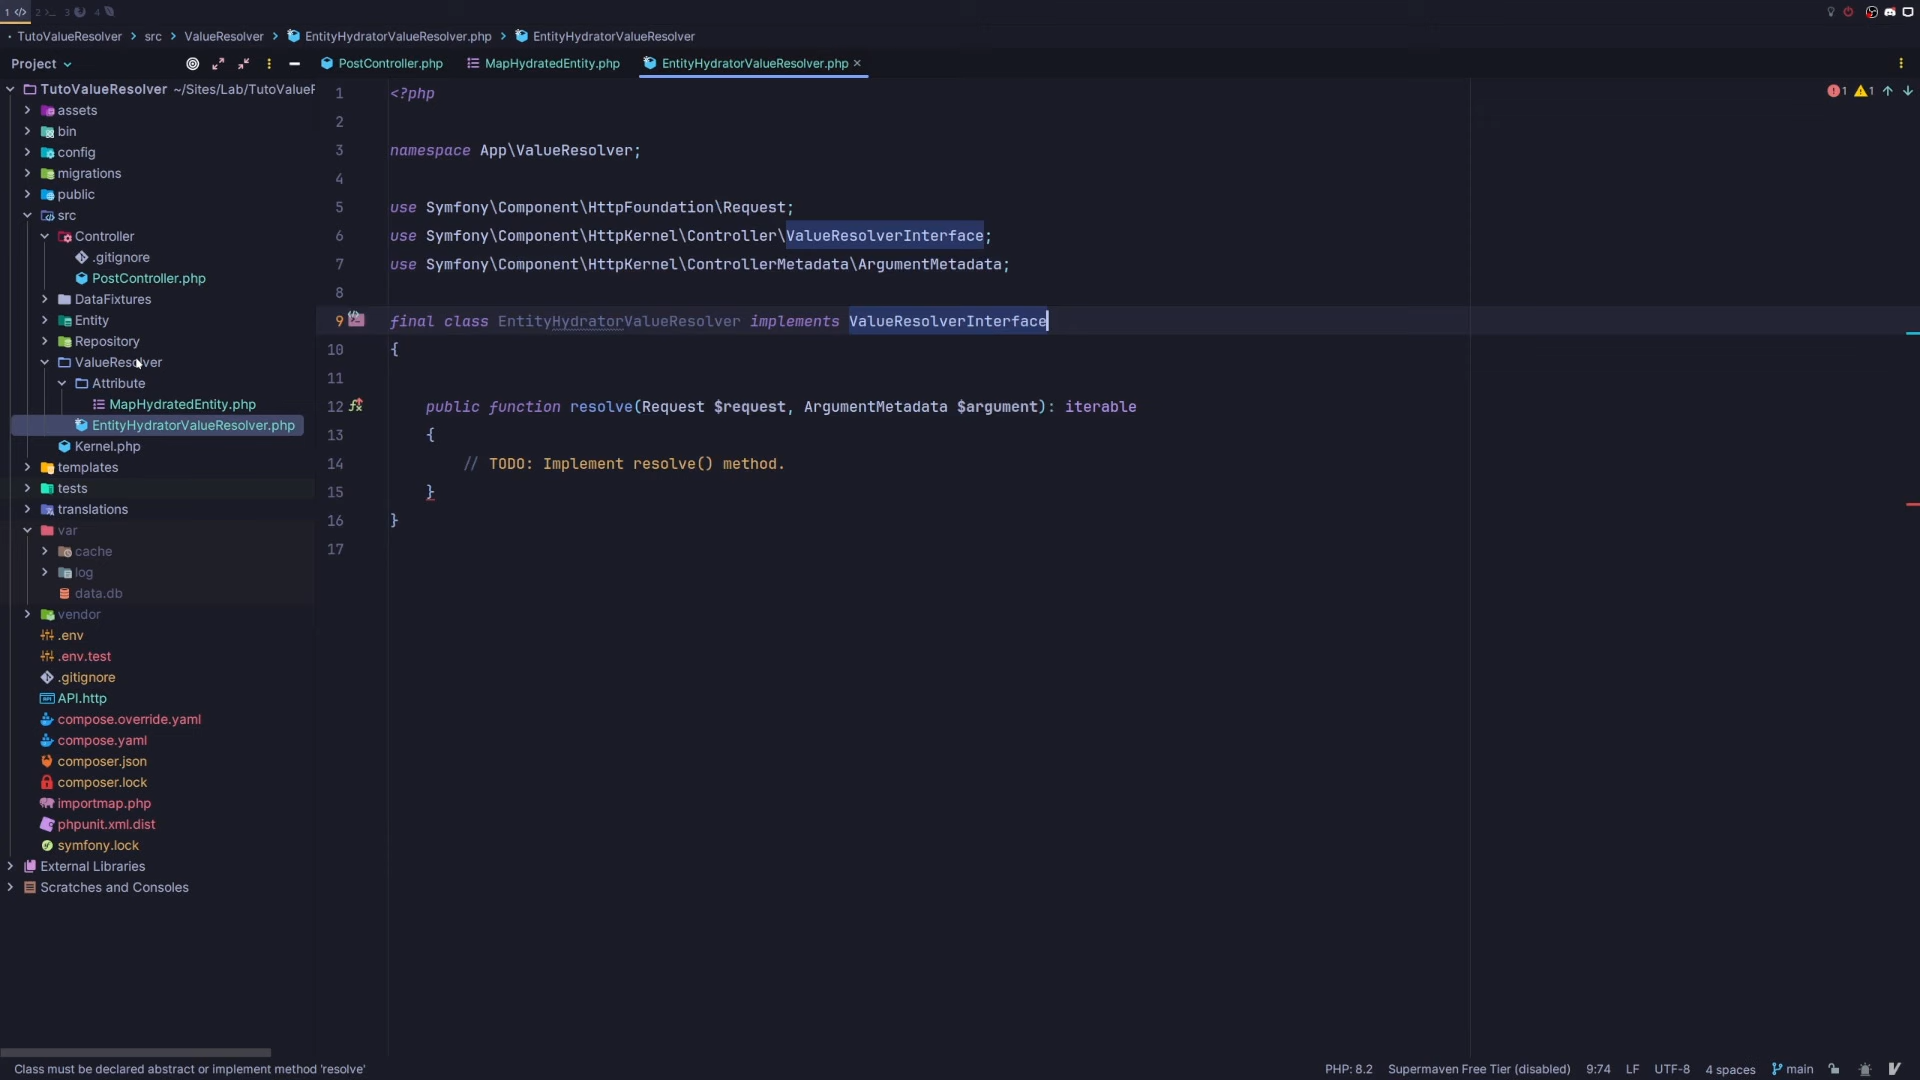 1 </> 2 >_ 3 4
TutoValueResolver > src > ValueResolver > EntityHydratorValueResolver.php > EntityHydratorValueResolver
Project
PostController.php
MapHydratedEntity.php
EntityHydratorValueResolver.php
TutoValueResolver ~/Sites/Lab/TutoValueF
assets
bin
config
migrations
public
src
Controller
.gitignore
PostController.php
DataFixtures
Entity
Repository
ValueResolver
Attribute
MapHydratedEntity.php
EntityHydratorValueResolver.php
Kernel.php
templates
tests
translations
var
cache
log
data.db
vendor
.env
.env.test
.gitignore
API.http
compose.override.yaml
compose.yaml
composer.json
composer.lock
importmap.php
phpunit.xml.dist
symfony.lock
External Libraries
Scratches and Consoles
1 <?php
2
3 namespace App\ValueResolver;
4
5 use Symfony\Component\HttpFoundation\Request;
6 use Symfony\Component\HttpKernel\Controller\ValueResolverInterface;
7 use Symfony\Component\HttpKernel\ControllerMetadata\ArgumentMetadata;
8
9 final class EntityHydratorValueResolver implements ValueResolverInterface
10 {
11
12 public function resolve(Request $request, ArgumentMetadata $argument): iterable
13 {
14 // TODO: Implement resolve() method.
15 }
16 }
17
1 1
Class must be declared abstract or implement method 'resolve'
PHP: 8.2 Supermaven Free Tier (disabled) 9:74 LF UTF-8 4 spaces main